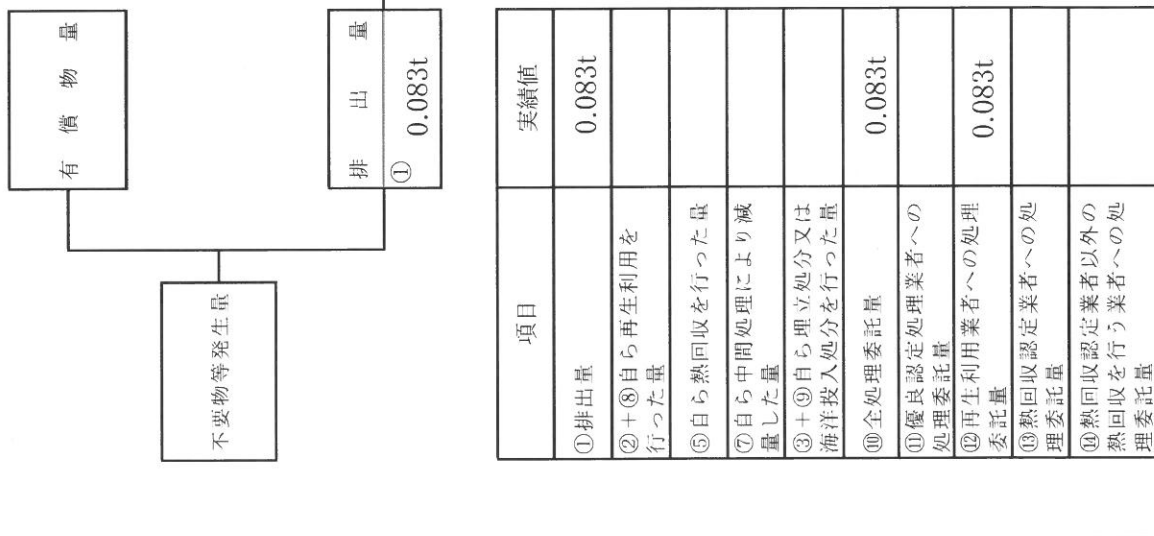 有償物量
不要物等発生量
排出量
① 0.083t
項目 実績値
①排出量 0.083t
②+⑧自ら再生利用を
行った量
⑤自ら熱回収を行った量
⑦自ら中間処理により減
量した量
③+⑨自ら埋立処分又は
海洋投入処分を行った量
⑩全処理委託量 0.083t
⑪優良認定処理業者への
処理委託量
⑫再生利用業者への処理
委託量 0.083t
⑬熱回収認定業者への処
理委託量
⑭熱回収認定業者以外の
熱回収を行う業者への処
理委託量